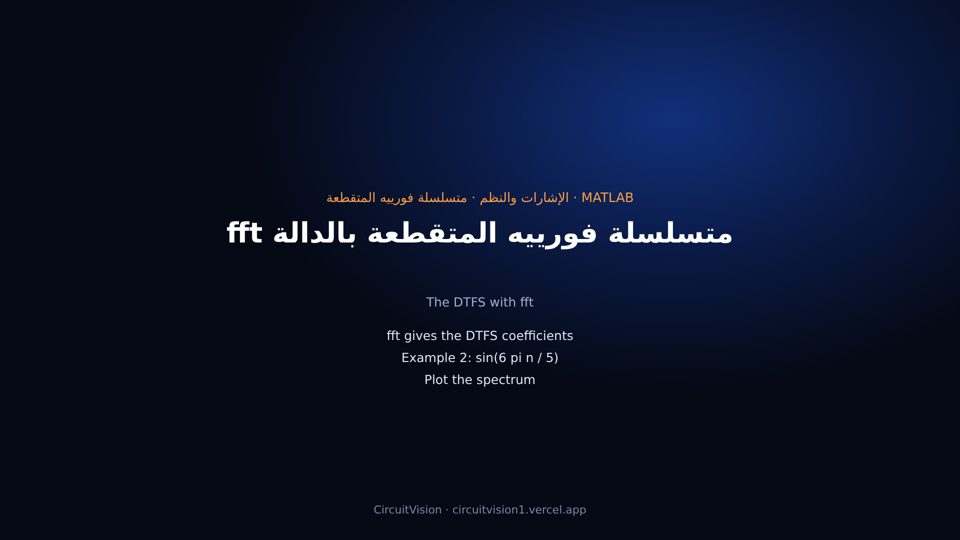 MATLAB · الإشارات والنظم · متسلسلة فورييه المتقطعة
متسلسلة فورييه المتقطعة بالدالة fft
The DTFS with fft
fft gives the DTFS coefficients
Example 2: sin(6 pi n / 5)
Plot the spectrum
CircuitVision · circuitvision1.vercel.app